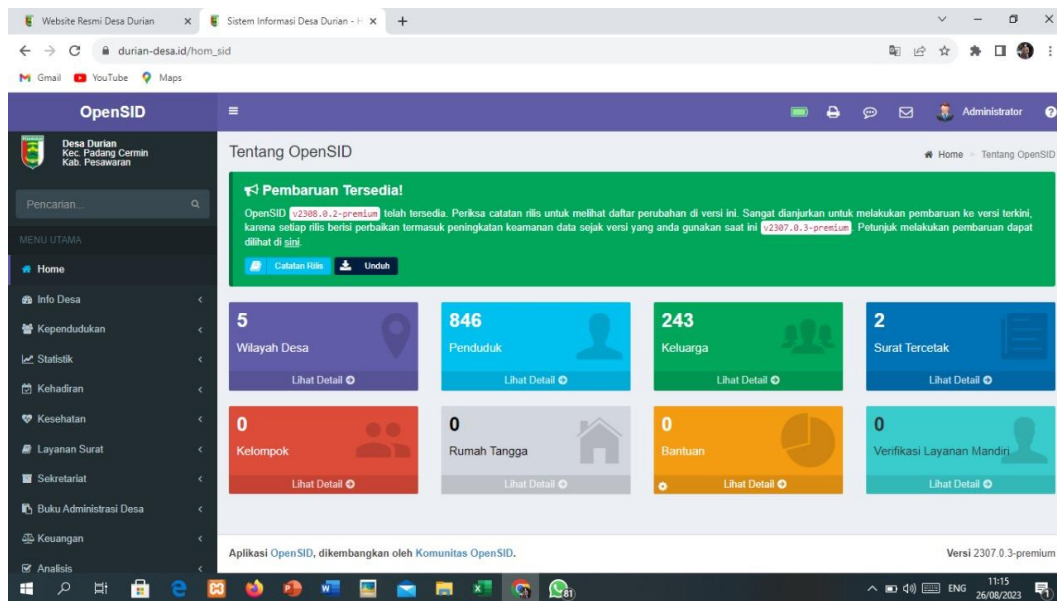 Website Resmi Desa Durian
Sistem Informasi Desa Durian - H
durian-desa.id/hom_sid
Gmail YouTube Maps
OpenSID
Administrator
Desa Durian
Kec. Padang Cermin
Kab. Pesawaran
Pencarian...
MENU UTAMA
Home
Info Desa
Kependudukan
Statistik
Kehadiran
Kesehatan
Layanan Surat
Sekretariat
Buku Administrasi Desa
Keuangan
Analisis
Tentang OpenSID
Home > Tentang OpenSID
Pembaruan Tersedia!
OpenSID v2308.0.2-premium telah tersedia. Periksa catatan rilis untuk melihat daftar perubahan di versi ini. Sangat dianjurkan untuk melakukan pembaruan ke versi terkini,
karena setiap rilis berisi perbaikan termasuk peningkatan keamanan data sejak versi yang anda gunakan saat ini v2307.0.3-premium. Petunjuk melakukan pembaruan dapat
dilihat di sini.
Catatan Rilis Unduh
5
Wilayah Desa
Lihat Detail
846
Penduduk
Lihat Detail
243
Keluarga
Lihat Detail
2
Surat Tercetak
Lihat Detail
0
Kelompok
Lihat Detail
0
Rumah Tangga
Lihat Detail
0
Bantuan
Lihat Detail
0
Verifikasi Layanan Mandiri
Lihat Detail
Aplikasi OpenSID, dikembangkan oleh Komunitas OpenSID.
Versi 2307.0.3-premium
81
ENG
11:15
26/08/2023
1